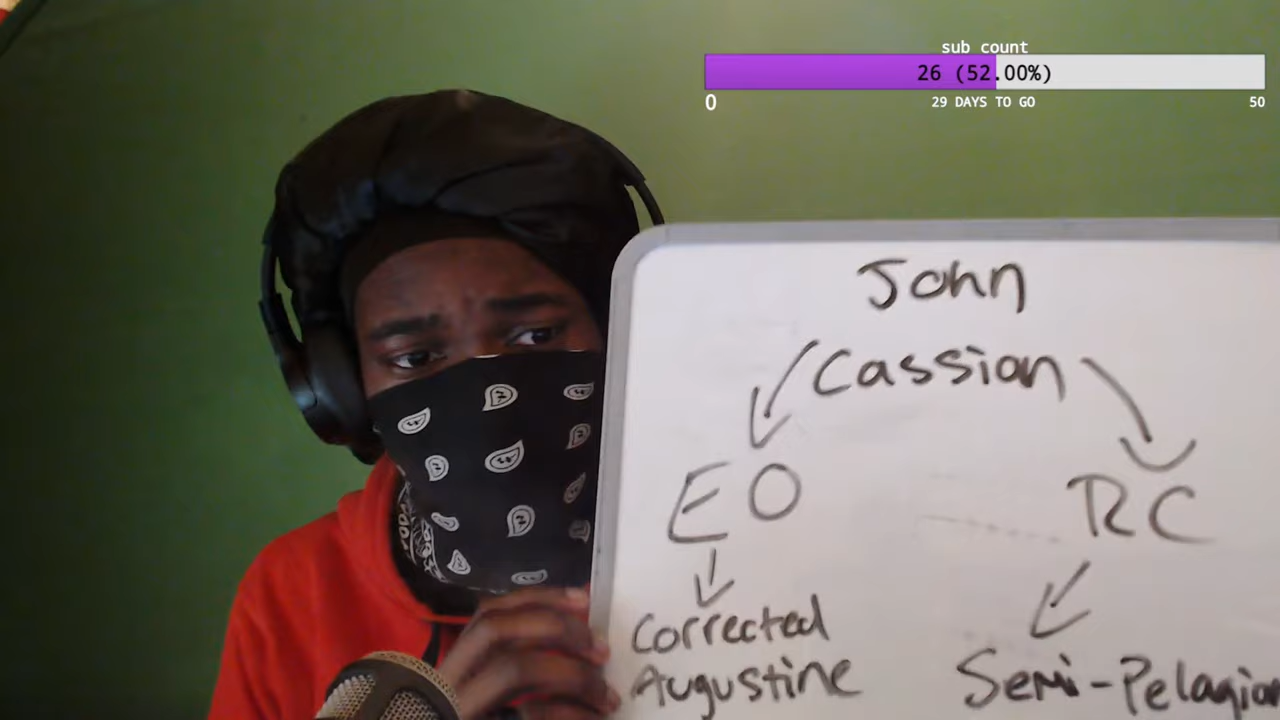 sub count
26 (52.00%)
0 29 DAYS TO GO 50
John
Cassian
EO RC
Corrected
Augustine
Semi-Pelagian